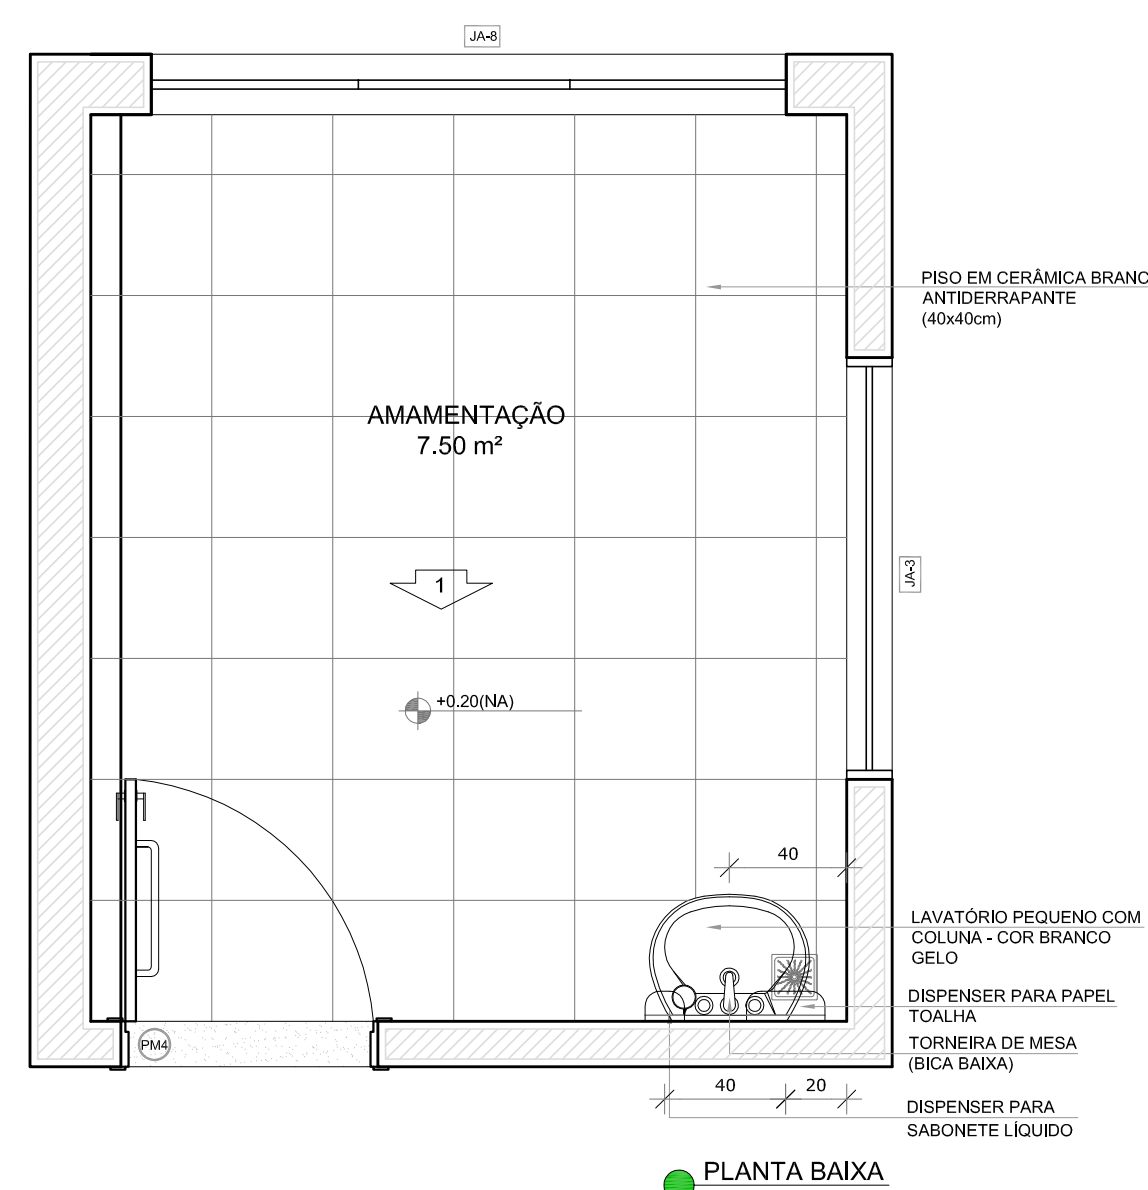 JA-8
PISO EM CERÂMICA BRANC
ANTIDERRAPANTE
(40x40cm)
AMAMENTAÇÃO
7.50 m²
JA-3
1
+0.20(NA)
40
LAVATÓRIO PEQUENO COM
COLUNA - COR BRANCO
GELO
DISPENSER PARA PAPEL
TOALHA
PM4
TORNEIRA DE MESA
(BICA BAIXA)
40
20
DISPENSER PARA
SABONETE LÍQUIDO
PLANTA BAIXA